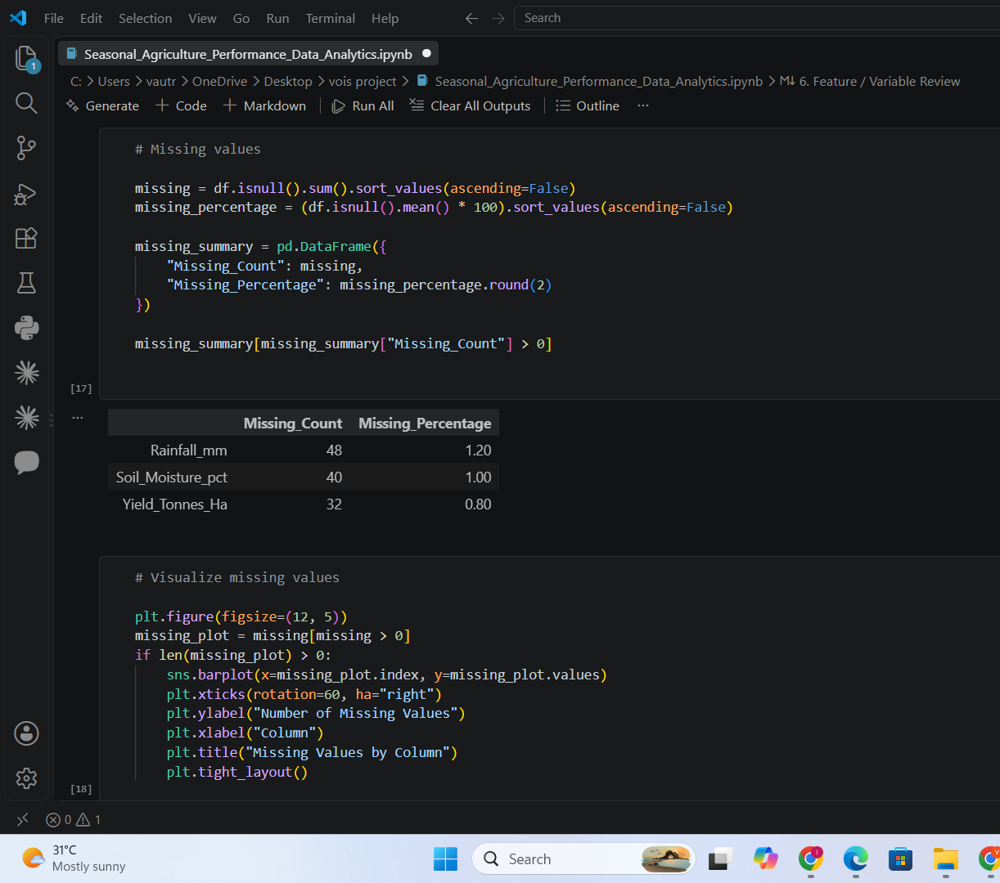 File Edit Selection View Go Run Terminal Help
Search
1
Seasonal_Agriculture_Performance_Data_Analytics.ipynb
C: > Users > vautr > OneDrive > Desktop > vois project > Seasonal_Agriculture_Performance_Data_Analytics.ipynb > M↓ 6. Feature / Variable Review
Generate + Code + Markdown Run All Clear All Outputs Outline ...
# Missing values
missing = df.isnull().sum().sort_values(ascending=False)
missing_percentage = (df.isnull().mean() * 100).sort_values(ascending=False)
missing_summary = pd.DataFrame({
    "Missing_Count": missing,
    "Missing_Percentage": missing_percentage.round(2)
})
missing_summary[missing_summary["Missing_Count"] > 0]
[17]
...
Missing_Count Missing_Percentage
Rainfall_mm 48 1.20
Soil_Moisture_pct 40 1.00
Yield_Tonnes_Ha 32 0.80
# Visualize missing values
plt.figure(figsize=(12, 5))
missing_plot = missing[missing > 0]
if len(missing_plot) > 0:
    sns.barplot(x=missing_plot.index, y=missing_plot.values)
    plt.xticks(rotation=60, ha="right")
    plt.ylabel("Number of Missing Values")
    plt.xlabel("Column")
    plt.title("Missing Values by Column")
    plt.tight_layout()
[18]
0 1
31°C
Mostly sunny
Search